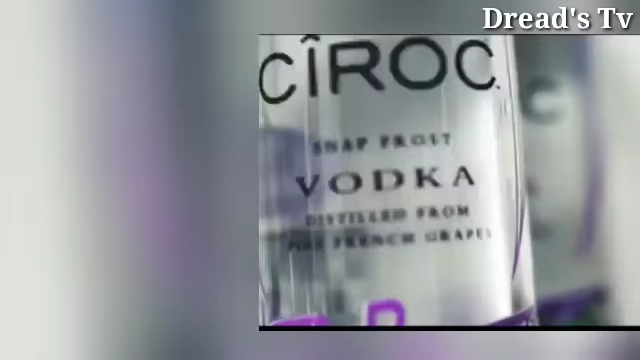 Dread's Tv
CÎROC
SNAP FROST
VODKA
DISTILLED FROM
FINE FRENCH GRAPES